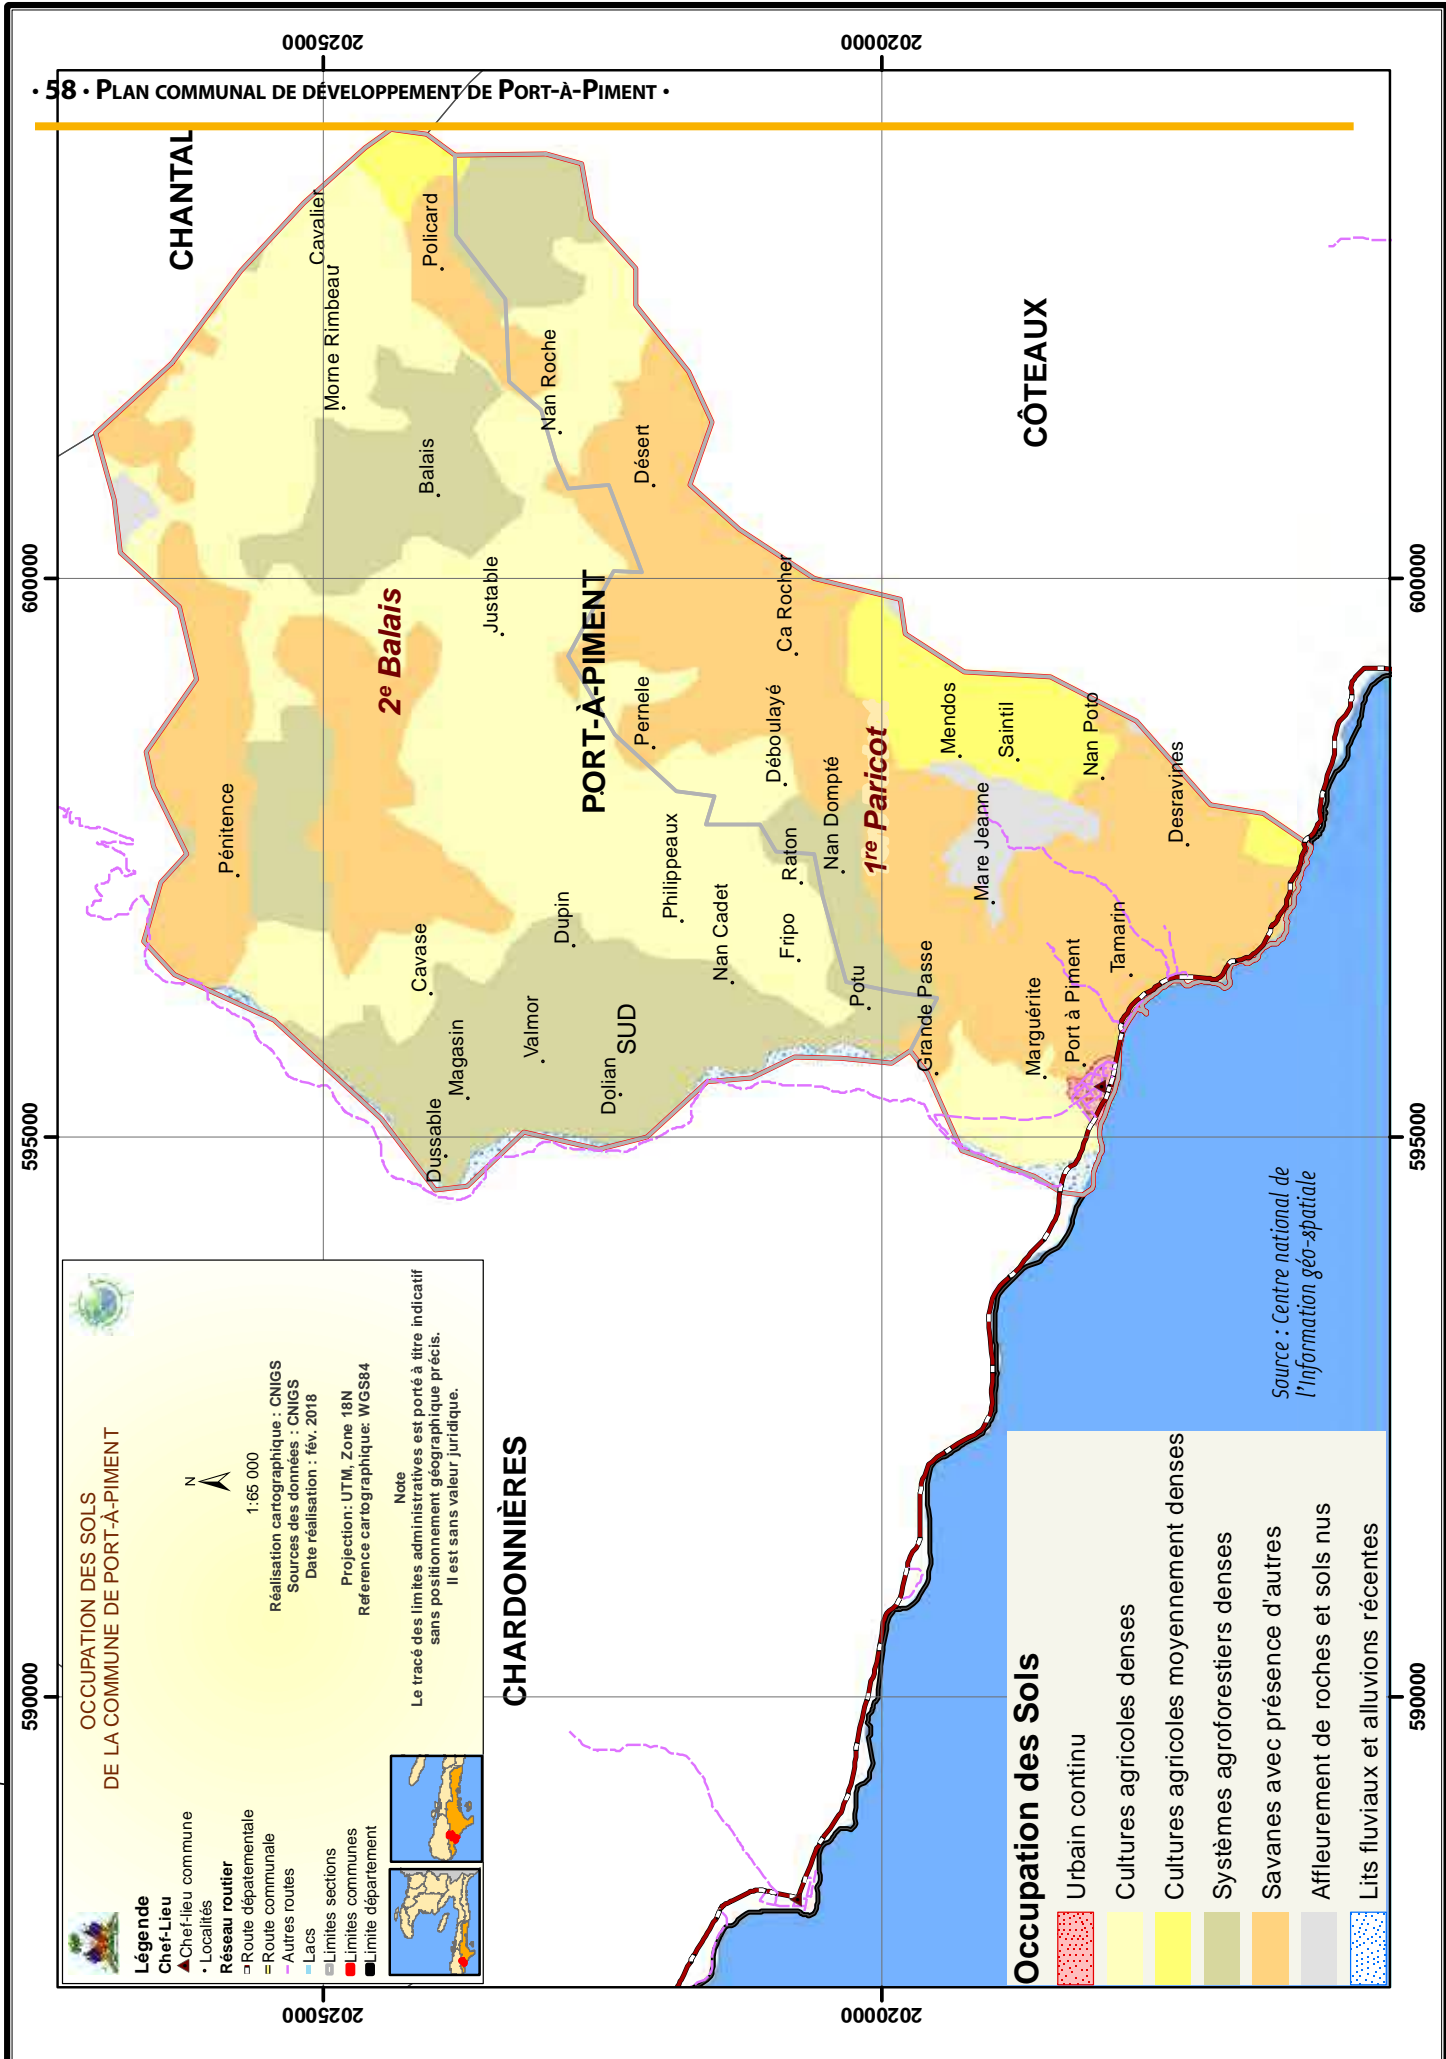 • 58 • PLAN COMMUNAL DE DÉVELOPPEMENT DE PORT-À-PIMENT •
OCCUPATION DES SOLS
DE LA COMMUNE DE PORT-À-PIMENT
N
1:65 000
Réalisation cartographique : CNIGS
Sources des données : CNIGS
Date réalisation : fév. 2018
Projection: UTM, Zone 18N
Reference cartographique: WGS84
Note
Le tracé des limites administratives est porté à titre indicatif
sans positionnement géographique précis.
Il est sans valeur juridique.
Légende
Chef-Lieu
Chef-lieu commune
Localités
Réseau routier
Route départementale
Route communale
Autres routes
Lacs
Limites sections
Limites communes
Limite département
590000
595000
600000
590000
595000
600000
2025000
2020000
2025000
2020000
CHANTAL
CHARDONNIÈRES
CÔTEAUX
PORT-À-PIMENT
SUD
2e Balais
1re Paricot
Cavalier
Morne Rimbeau
Policard
Nan Roche
Balais
Désert
Justable
Ca Rocher
Pernele
Déboulayé
Mendos
Saintil
Nan Poto
Desravines
Pénitence
Philippeaux
Raton
Nan Dompté
Mare Jeanne
Dupin
Nan Cadet
Fripo
Cavase
Potu
Grande Passe
Tamarin
Valmor
Magasin
Dolian
Dussable
Marguérite
Port à Piment
Source : Centre national de
l'Information géo-spatiale
Occupation des Sols
Urbain continu
Cultures agricoles denses
Cultures agricoles moyennement denses
Systèmes agroforestiers denses
Savanes avec présence d'autres
Affleurement de roches et sols nus
Lits fluviaux et alluvions récentes